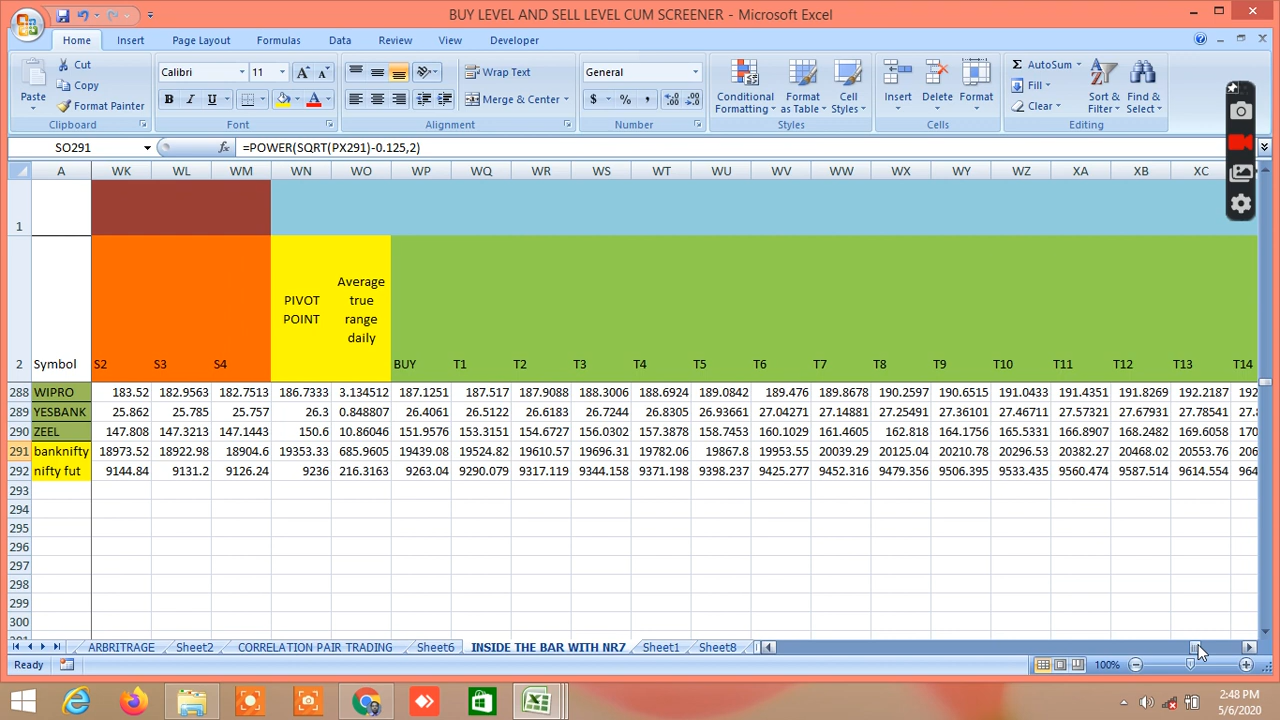 BUY LEVEL AND SELL LEVEL CUM SCREENER - Microsoft Excel
Home Insert Page Layout Formulas Data Review View Developer
Cut
Copy
Format Painter
Paste
Clipboard
Calibri 11
B I U
Font
Wrap Text
Merge & Center
Alignment
General
$ % ,
Number
Conditional Formatting
Format as Table
Cell Styles
Styles
Insert Delete Format
Cells
AutoSum
Fill
Clear
Sort & Filter
Find & Select
Editing
SO291 fx =POWER(SQRT(PX291)-0.125,2)
A WK WL WM WN WO WP WQ WR WS WT WU WV WW WX WY WZ XA XB XC
1
2 Symbol S2 S3 S4 PIVOT POINT Average true range daily BUY T1 T2 T3 T4 T5 T6 T7 T8 T9 T10 T11 T12 T13 T14
288 WIPRO 183.52 182.9563 182.7513 186.7333 3.134512 187.1251 187.517 187.9088 188.3006 188.6924 189.0842 189.476 189.8678 190.2597 190.6515 191.0433 191.4351 191.8269 192.2187 192
289 YESBANK 25.862 25.785 25.757 26.3 0.848807 26.4061 26.5122 26.6183 26.7244 26.8305 26.93661 27.04271 27.14881 27.25491 27.36101 27.46711 27.57321 27.67931 27.78541 27.8
290 ZEEL 147.808 147.3213 147.1443 150.6 10.86046 151.9576 153.3151 154.6727 156.0302 157.3878 158.7454 160.1029 161.4605 162.818 164.1756 165.5331 166.8907 168.2482 169.6058 170
291 banknifty 18973.52 18922.98 18904.6 19353.33 685.9605 19439.08 19524.82 19610.57 19696.31 19782.06 19867.8 19953.55 20039.29 20125.04 20210.78 20296.53 20382.27 20468.02 20553.76 206
292 nifty fut 9144.84 9131.2 9126.24 9236 216.3163 9263.04 9290.079 9317.119 9344.158 9371.198 9398.237 9425.277 9452.316 9479.356 9506.395 9533.435 9560.474 9587.514 9614.554 964
293
294
295
296
297
298
299
300
ARBRITRAGE Sheet2 CORRELATION PAIR TRADING Sheet6 INSIDE THE BAR WITH NR7 Sheet1 Sheet8
Ready 100%
2:48 PM
5/6/2020